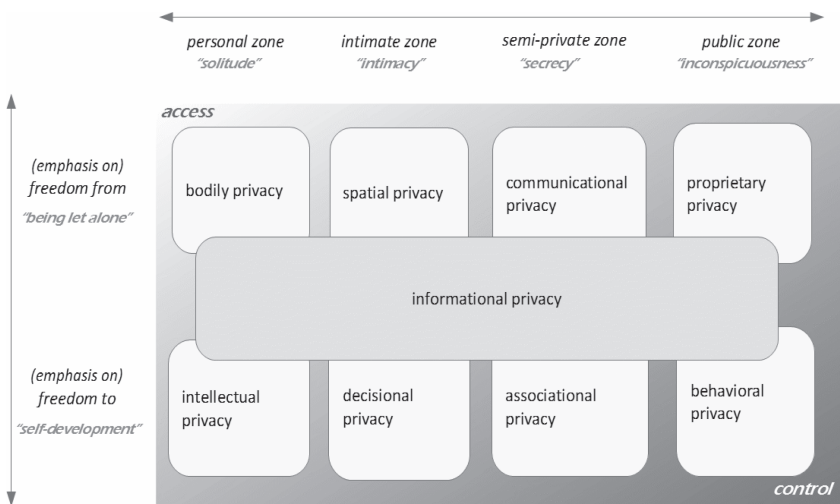 personal zone intimate zone semi-private zone public zone
"solitude" "intimacy" "secrecy" "inconspicuousness"
access
(emphasis on)
freedom from
"being let alone"
bodily privacy
spatial privacy
communicational
privacy
proprietary
privacy
informational privacy
(emphasis on)
freedom to
"self-development"
intellectual
privacy
decisional
privacy
associational
privacy
behavioral
privacy
control